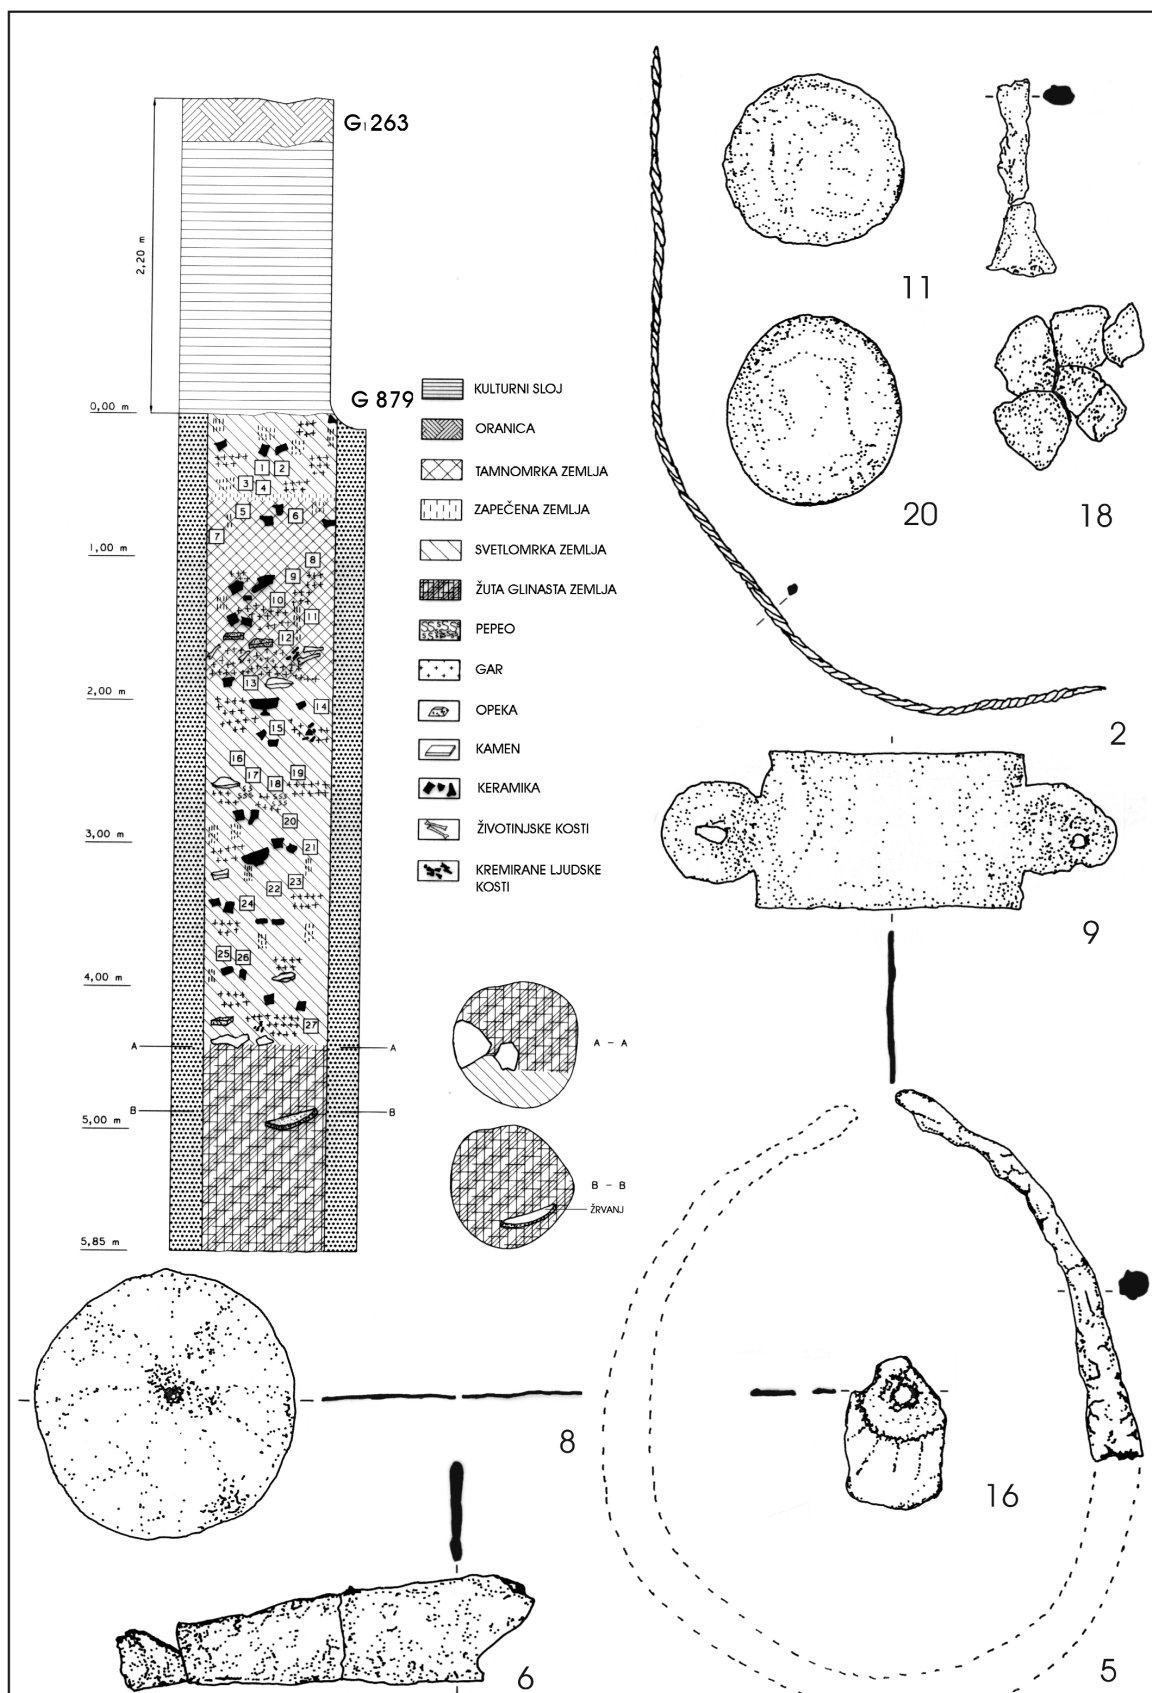 G₁ 263
2,20 m
G 879
0,00 m
1,00 m
2,00 m
3,00 m
4,00 m
A
A
B
B
5,00 m
5,85 m
1
2
3
4
5
6
7
8
9
10
11
12
13
14
15
16
17
18
19
20
21
22
23
24
25
26
27
KULTURNI SLOJ
ORANICA
TAMNOMRKA ZEMLJA
ZAPEČENA ZEMLJA
SVETLOMRKA ZEMLJA
ŽUTA GLINASTA ZEMLJA
PEPEO
GAR
OPEKA
KAMEN
KERAMIKA
ŽIVOTINJSKE KOSTI
KREMIRANE LJUDSKE
KOSTI
A – A
B – B
ŽRVANJ
11
20
18
2
9
8
16
6
5